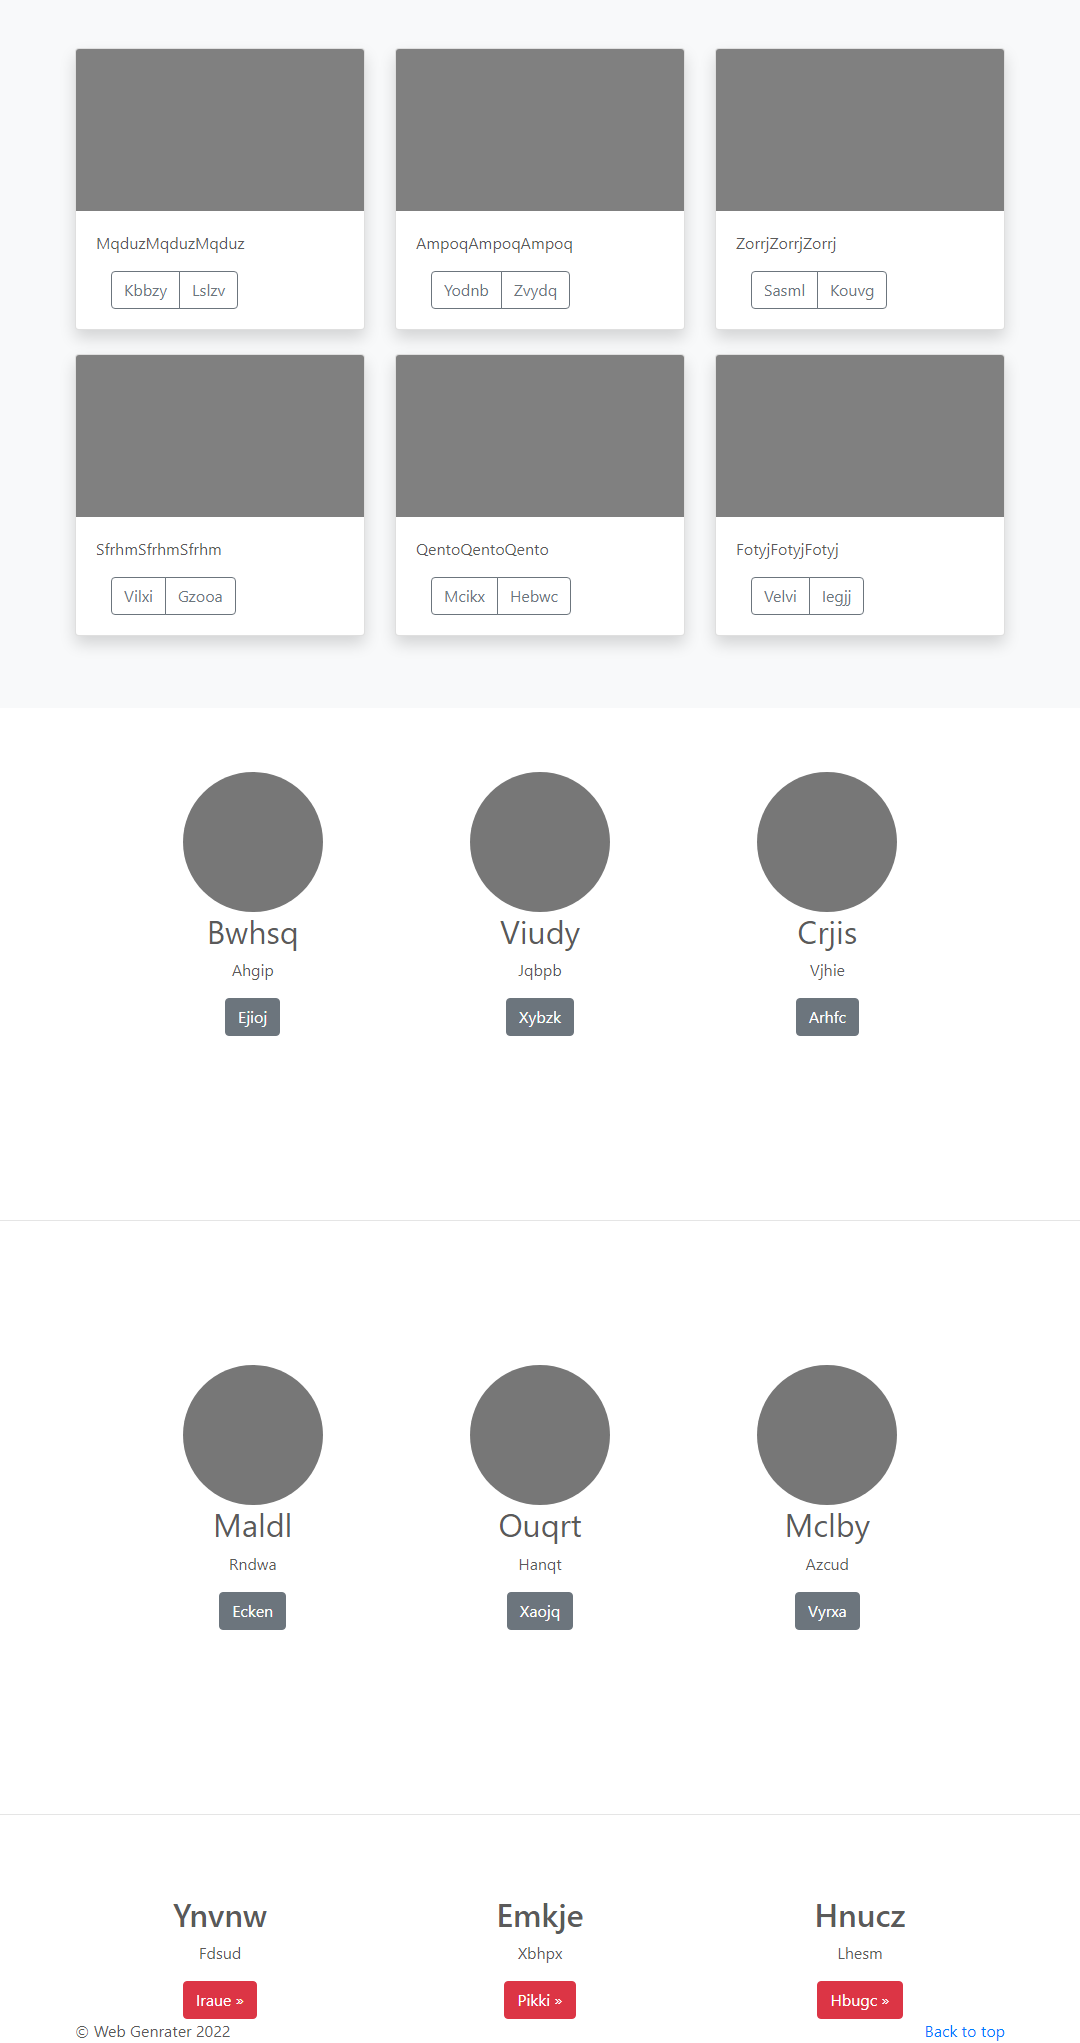 MqduzMqduzMqduz
AmpoqAmpoqAmpoq
ZorrjZorrjZorrj
Kbbzy Lslzv
Yodnb Zvydq
Sasml Kouvg
SfrhmSfrhmSfrhm
QentoQentoQento
FotyjFotyjFotyj
Vilxi Gzooa
Mcikx Hebwc
Velvi Iegjj
Bwhsq
Viudy
Crjis
Ahgip
Jqbpb
Vjhie
Ejioj
Xybzk
Arhfc
Maldl
Ouqrt
Mclby
Rndwa
Hanqt
Azcud
Ecken
Xaojq
Vyrxa
Ynvnw
Emkje
Hnucz
Fdsud
Xbhpx
Lhesm
Iraue »
Pikki »
Hbugc »
© Web Genrater 2022
Back to top